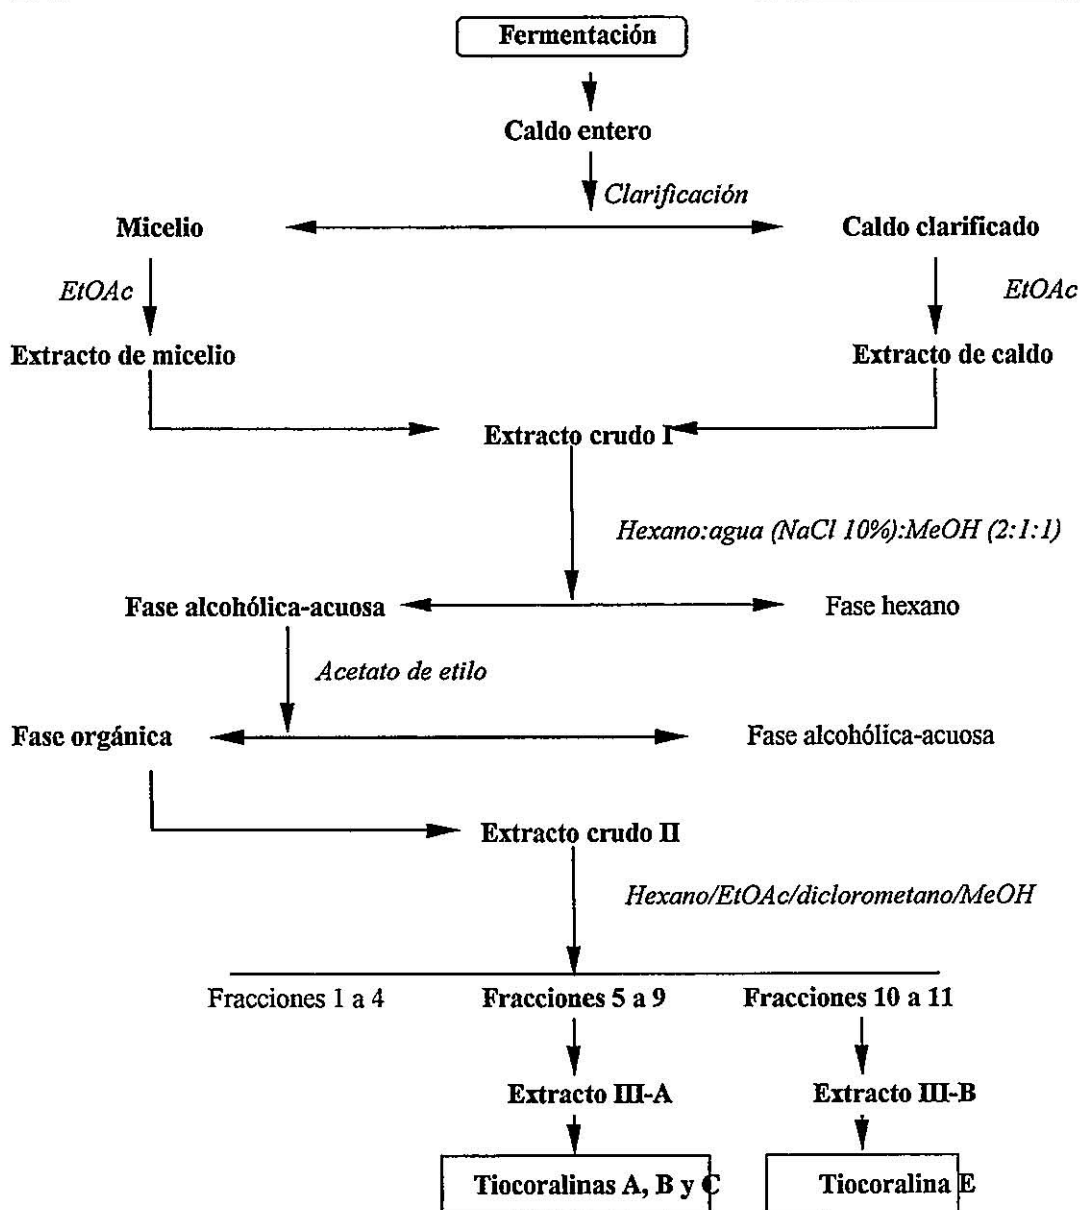 Fermentación
Caldo entero
Clarificación
Micelio
Caldo clarificado
EtOAc
EtOAc
Extracto de micelio
Extracto de caldo
Extracto crudo I
Hexano:agua (NaCl 10%):MeOH (2:1:1)
Fase alcohólica-acuosa
Fase hexano
Acetato de etilo
Fase orgánica
Fase alcohólica-acuosa
Extracto crudo II
Hexano/EtOAc/diclorometano/MeOH
Fracciones 1 a 4
Fracciones 5 a 9
Fracciones 10 a 11
Extracto III-A
Extracto III-B
Tiocoralinas A, B y C
Tiocoralina E